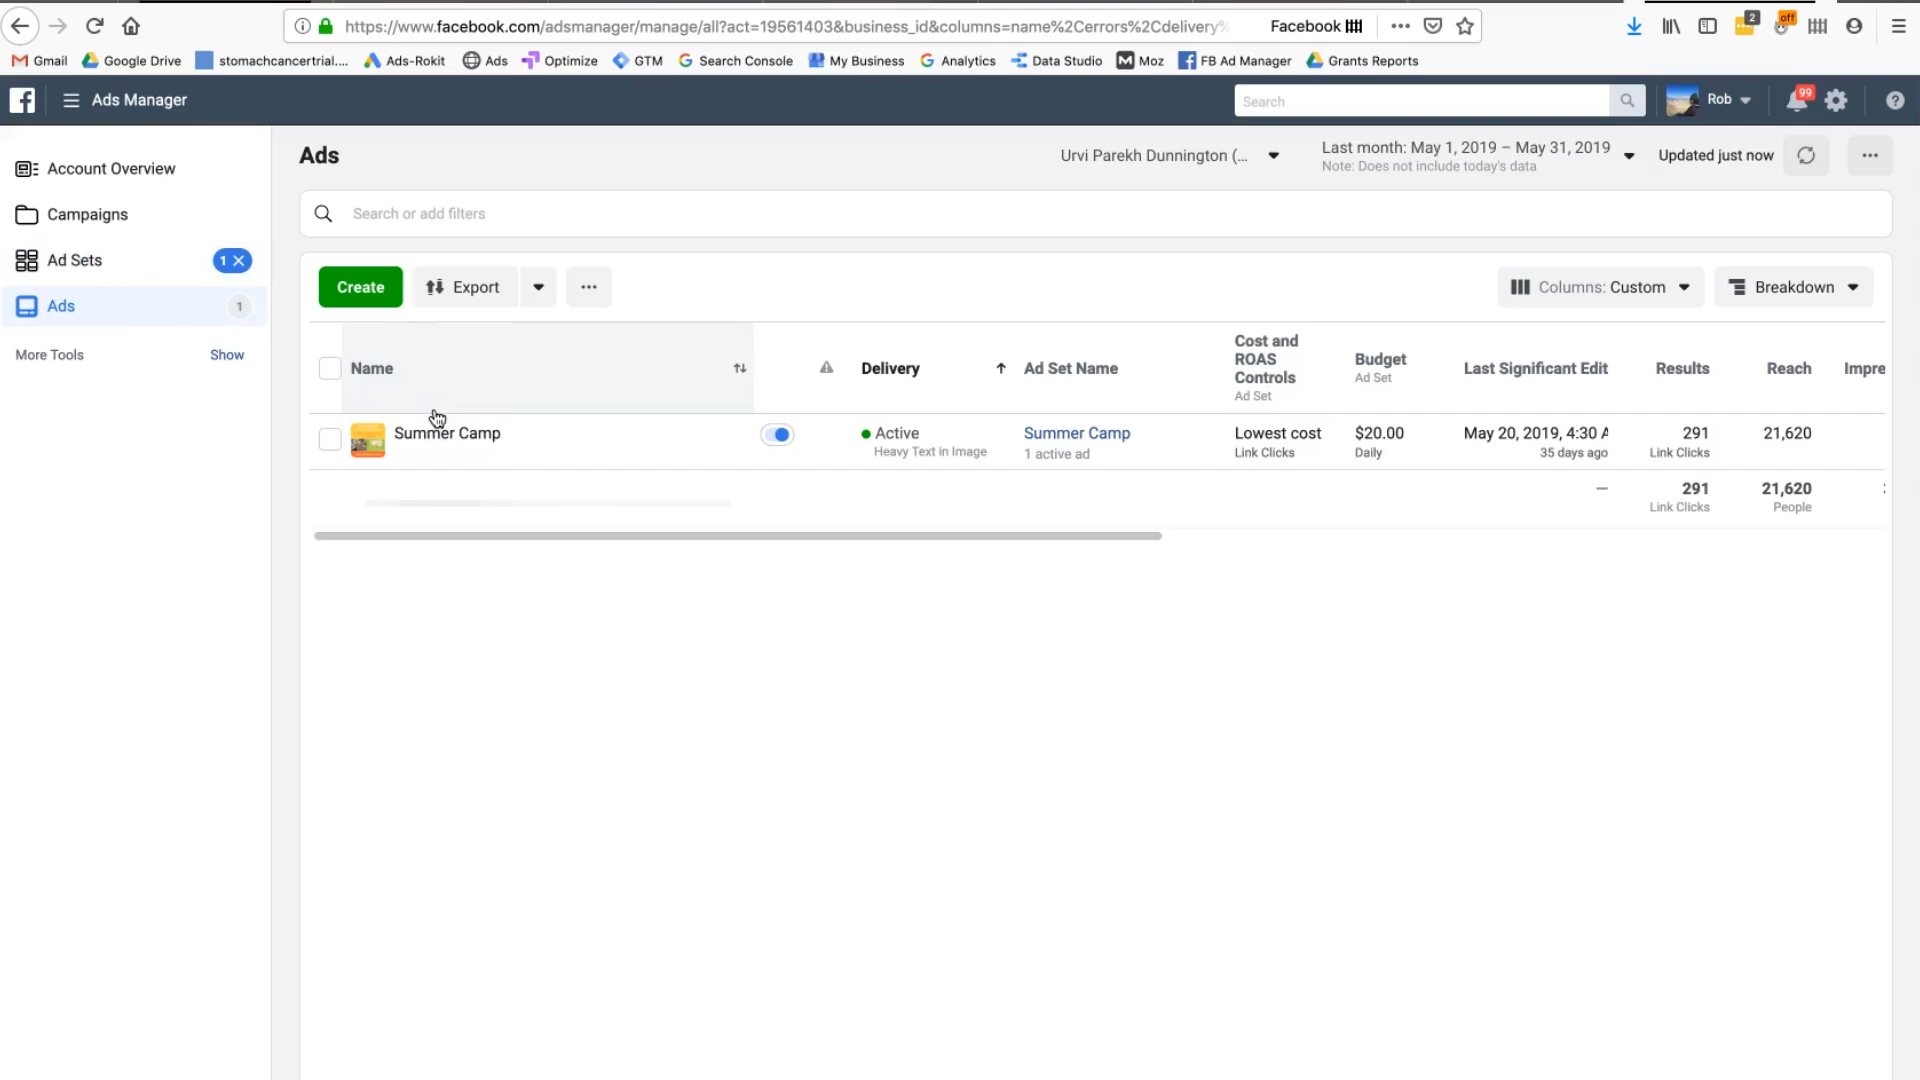 https://www.facebook.com/adsmanager/manage/all?act=19561403&business_id&columns=name%2Cerrors%2Cdelivery%
Facebook
2
off
Gmail
Google Drive
stomachcancertrial....
Ads-Rokit
Ads
Optimize
GTM
Search Console
My Business
Analytics
Data Studio
Moz
FB Ad Manager
Grants Reports
Ads Manager
Search
Rob
99
Account Overview
Campaigns
Ad Sets
1
Ads
1
More Tools
Show
Ads
Urvi Parekh Dunnington (...
Last month: May 1, 2019 – May 31, 2019
Note: Does not include today's data
Updated just now
Search or add filters
Create
Export
Columns: Custom
Breakdown
Name
Delivery
Ad Set Name
Cost and
ROAS
Controls
Ad Set
Budget
Ad Set
Last Significant Edit
Results
Reach
Impre
Summer Camp
Active
Heavy Text in Image
Summer Camp
1 active ad
Lowest cost
Link Clicks
$20.00
Daily
May 20, 2019, 4:30 A
35 days ago
291
Link Clicks
21,620
—
291
Link Clicks
21,620
People